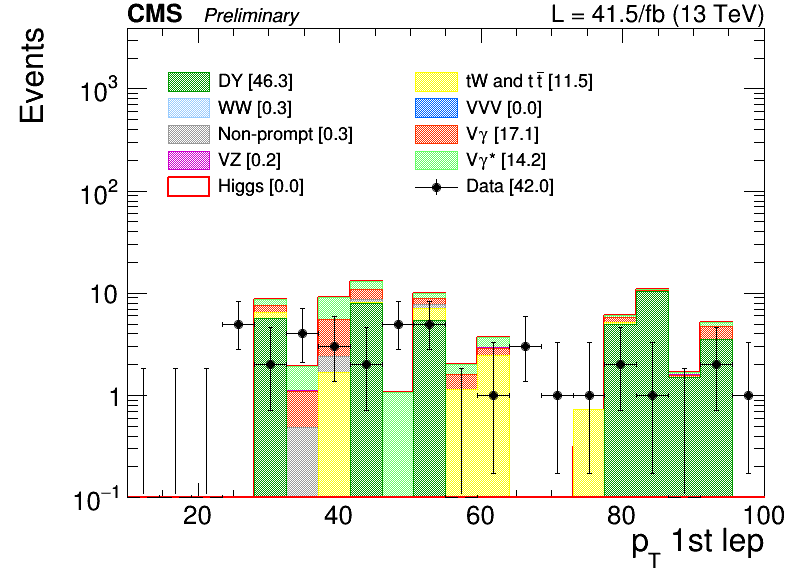 CMS Preliminary L = 41.5/fb (13 TeV)
Events
DY [46.3] tW and t t̅ [11.5]
WW [0.3] VVV [0.0]
Non-prompt [0.3] Vγ [17.1]
VZ [0.2] Vγ* [14.2]
Higgs [0.0] Data [42.0]
10³
10²
10
1
10⁻¹
20 40 60 80 100
p_T 1st lep